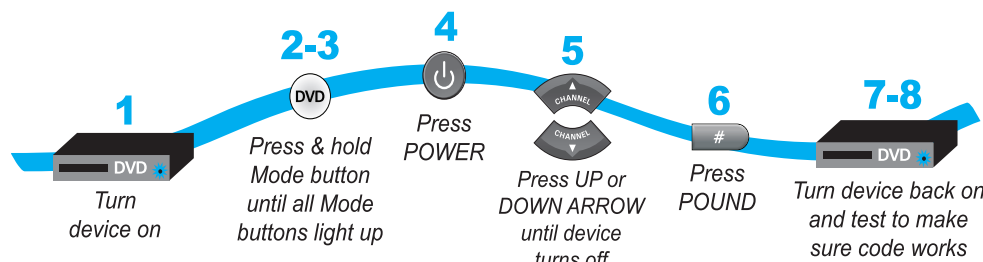 1
DVD
Turn
device on
2-3
DVD
Press & hold
Mode button
until all Mode
buttons light up
4
Press
POWER
5
CHANNEL
CHANNEL
Press UP or
DOWN ARROW
until device
turns off
6
#
Press
POUND
7-8
DVD
Turn device back on
and test to make
sure code works